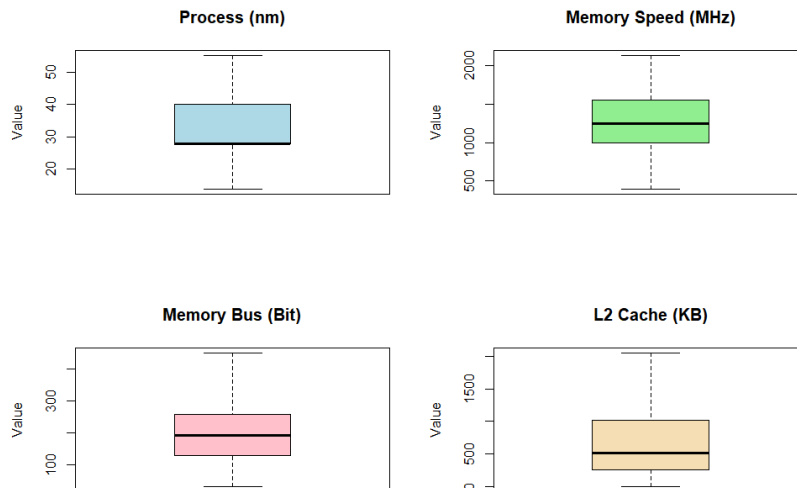 Process (nm)
Value
50
40
30
20
Memory Speed (MHz)
Value
2000
1000
500
Memory Bus (Bit)
Value
300
100
L2 Cache (KB)
Value
1500
500
0